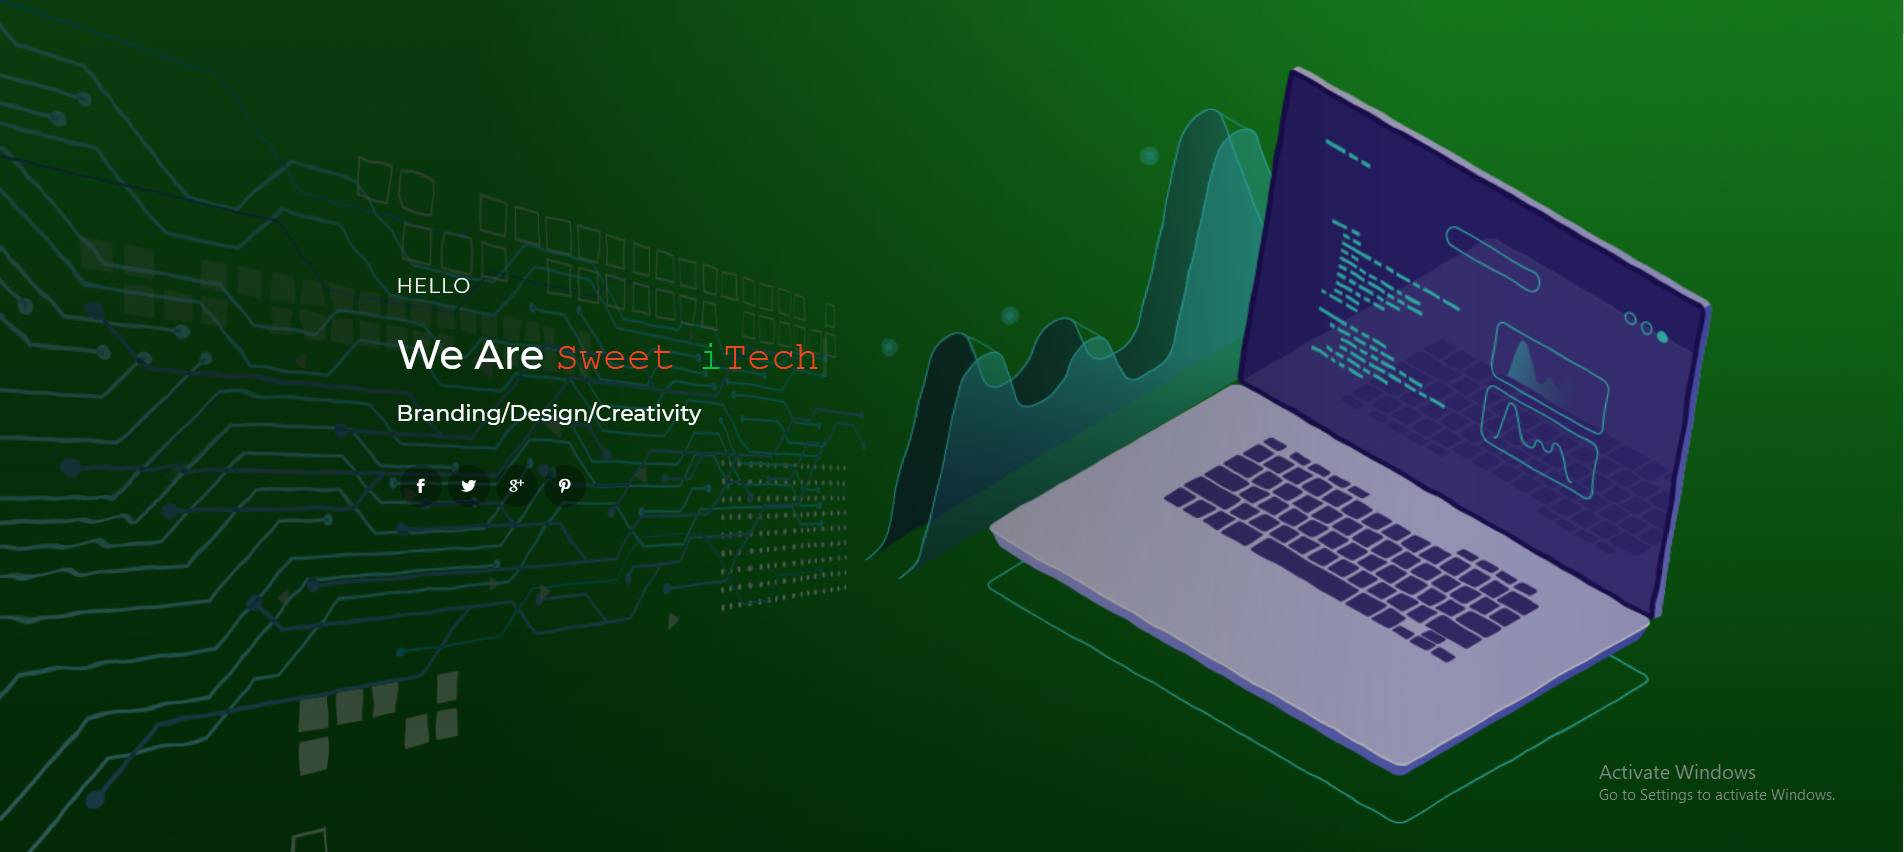 HELLO
We Are Sweet iTech
Branding/Design/Creativity
f g+
Activate Windows
Go to Settings to activate Windows.